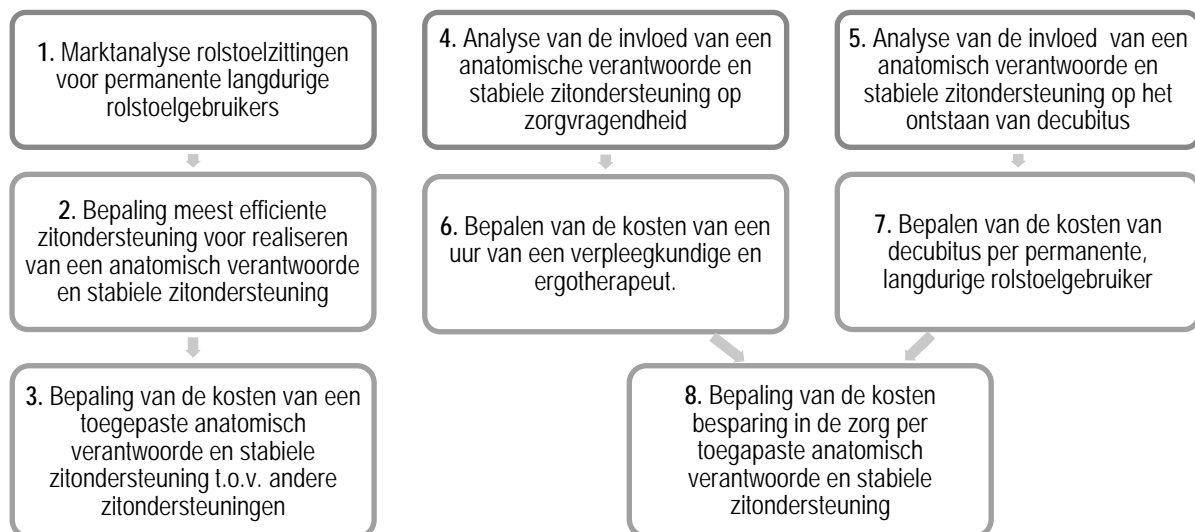 1. Marktanalyse rolstoelzittingen
voor permanente langdurige
rolstoelgebruikers
2. Bepaling meest efficiente
zitondersteuning voor realiseren
van een anatomisch verantwoorde
en stabiele zitondersteuning
3. Bepaling van de kosten van een
toegepaste anatomisch
verantwoorde en stabiele
zitondersteuning t.o.v. andere
zitondersteuningen
4. Analyse van de invloed van een
anatomische verantwoorde en
stabiele zitondersteuning op
zorgvragendheid
6. Bepalen van de kosten van een
uur van een verpleegkundige en
ergotherapeut.
5. Analyse van de invloed van een
anatomisch verantwoorde en
stabiele zitondersteuning op het
ontstaan van decubitus
7. Bepalen van de kosten van
decubitus per permanente,
langdurige rolstoelgebruiker
8. Bepaling van de kosten
besparing in de zorg per
toegapaste anatomisch
verantwoorde en stabiele
zitondersteuning